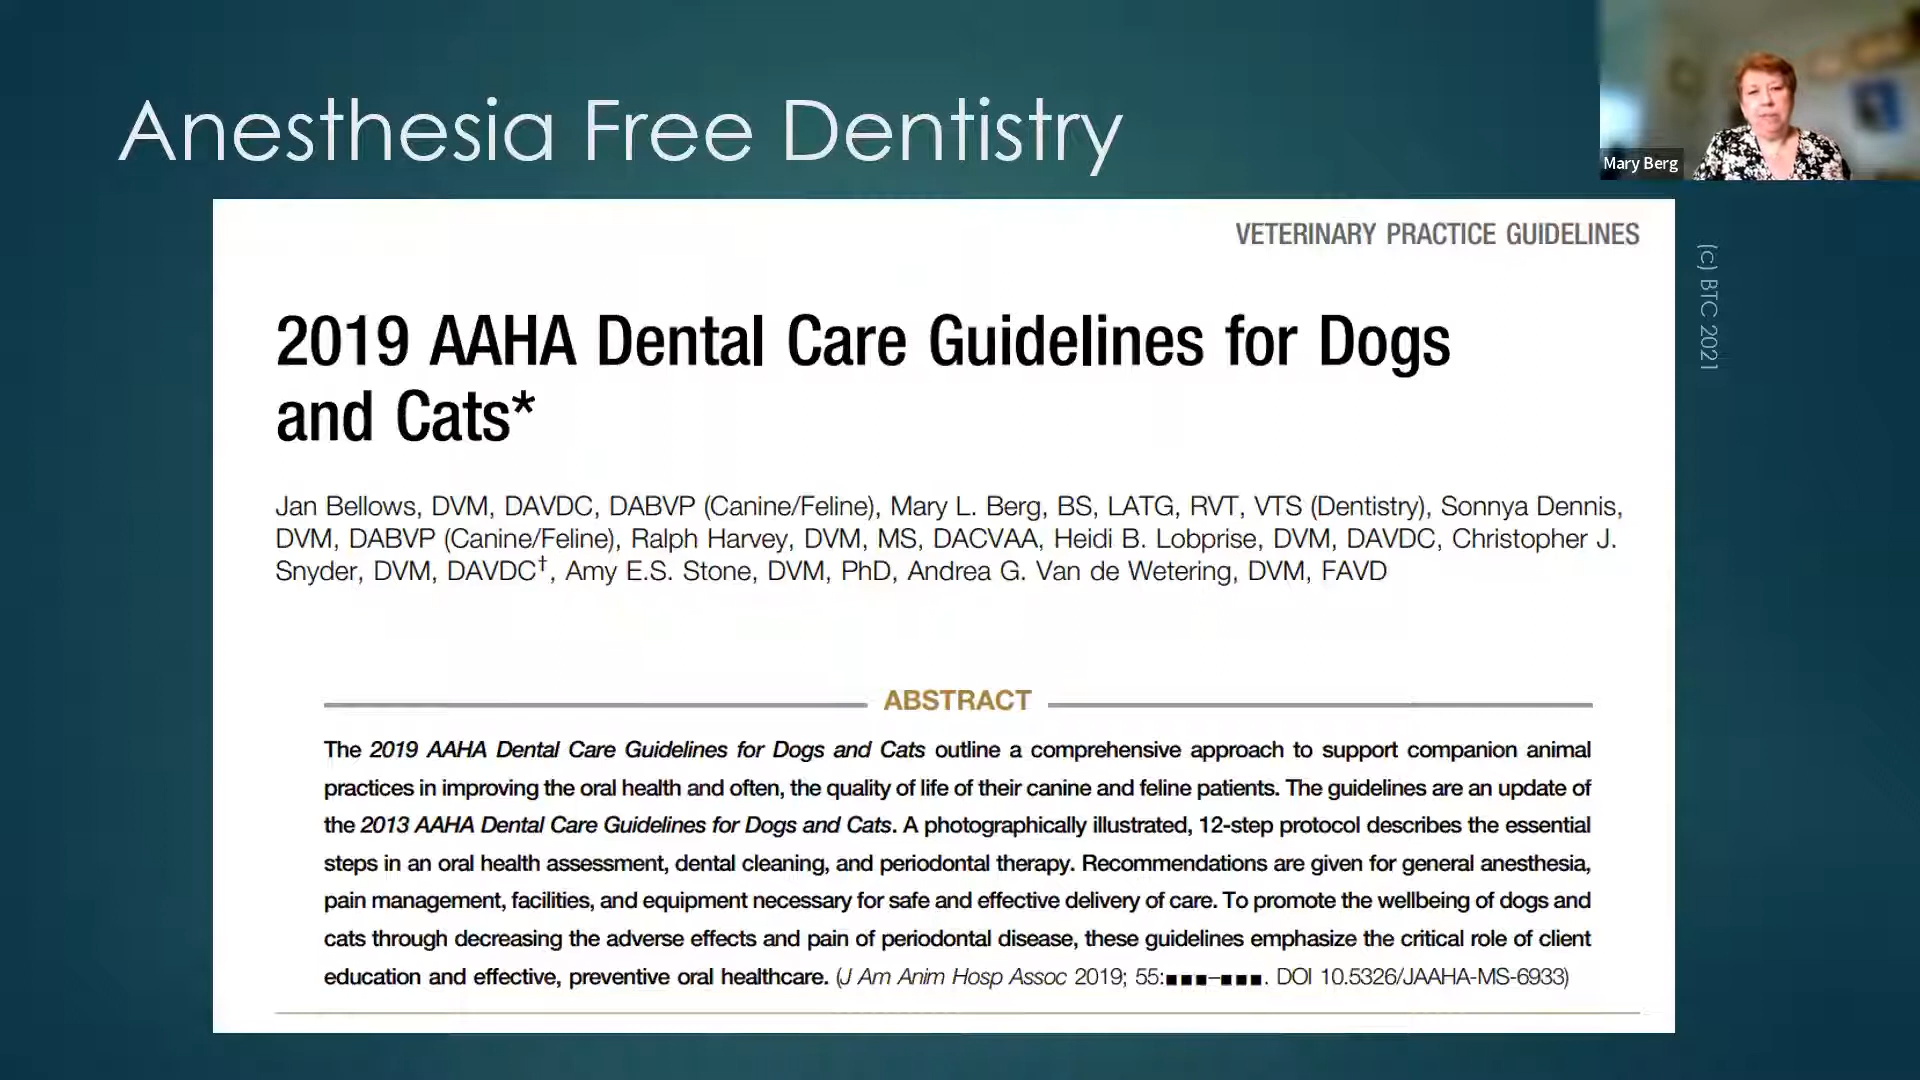 Anesthesia Free Dentistry
Mary Berg
VETERINARY PRACTICE GUIDELINES
(c) BTC 2021
2019 AAHA Dental Care Guidelines for Dogs
and Cats*
Jan Bellows, DVM, DAVDC, DABVP (Canine/Feline), Mary L. Berg, BS, LATG, RVT, VTS (Dentistry), Sonnya Dennis,
DVM, DABVP (Canine/Feline), Ralph Harvey, DVM, MS, DACVAA, Heidi B. Lobprise, DVM, DAVDC, Christopher J.
Snyder, DVM, DAVDC†, Amy E.S. Stone, DVM, PhD, Andrea G. Van de Wetering, DVM, FAVD
ABSTRACT
The 2019 AAHA Dental Care Guidelines for Dogs and Cats outline a comprehensive approach to support companion animal
practices in improving the oral health and often, the quality of life of their canine and feline patients. The guidelines are an update of
the 2013 AAHA Dental Care Guidelines for Dogs and Cats. A photographically illustrated, 12-step protocol describes the essential
steps in an oral health assessment, dental cleaning, and periodontal therapy. Recommendations are given for general anesthesia,
pain management, facilities, and equipment necessary for safe and effective delivery of care. To promote the wellbeing of dogs and
cats through decreasing the adverse effects and pain of periodontal disease, these guidelines emphasize the critical role of client
education and effective, preventive oral healthcare. (J Am Anim Hosp Assoc 2019; 55:■■■–■■■. DOI 10.5326/JAAHA-MS-6933)